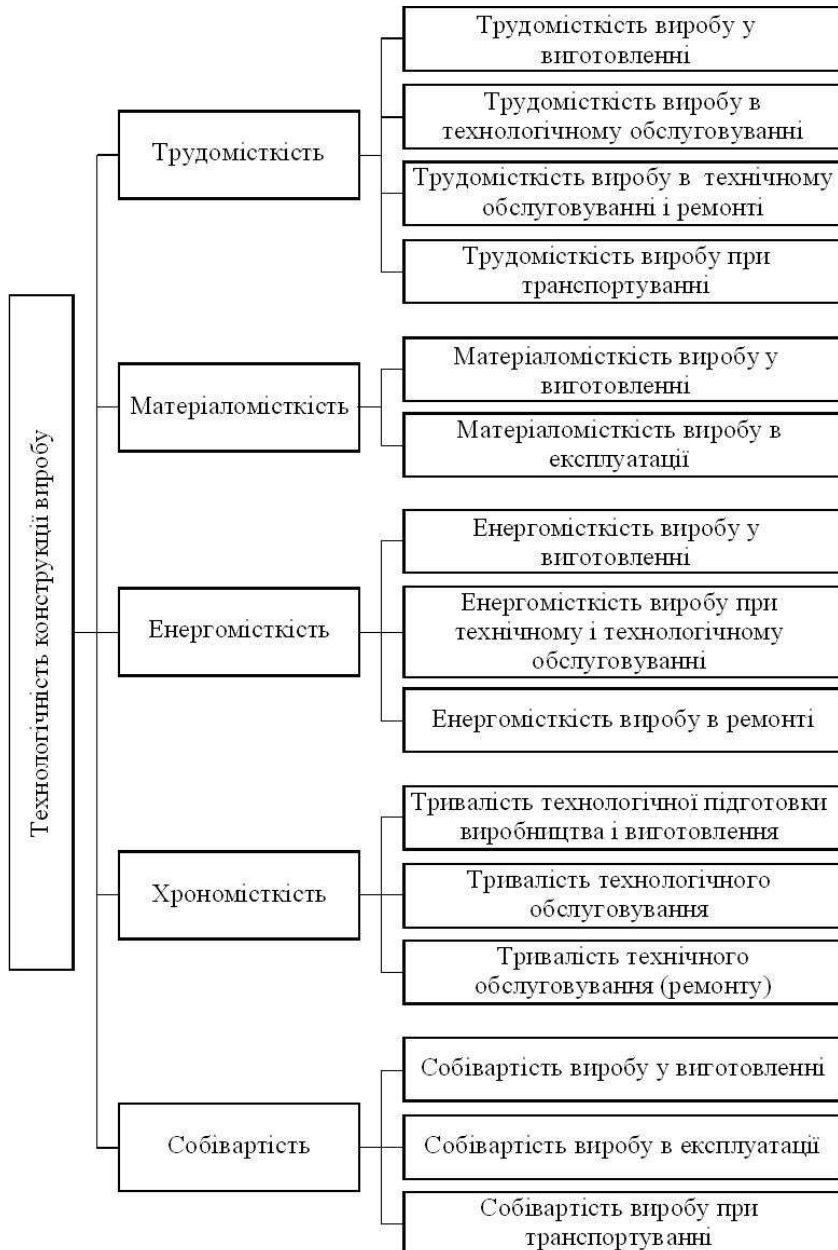 Технологічність конструкції виробу
Трудомісткість
Трудомісткість виробу у
виготовленні
Трудомісткість виробу в
технологічному обслуговуванні
Трудомісткість виробу в технічному
обслуговуванні і ремонті
Трудомісткість виробу при
транспортуванні
Матеріаломісткість
Матеріаломісткість виробу у
виготовленні
Матеріаломісткість виробу в
експлуатації
Енергомісткість
Енергомісткість виробу у
виготовленні
Енергомісткість виробу при
технічному і технологічному
обслуговуванні
Енергомісткість виробу в ремонті
Хрономісткість
Тривалість технологічної підготовки
виробництва і виготовлення
Тривалість технологічного
обслуговування
Тривалість технічного
обслуговування (ремонту)
Собівартість
Собівартість виробу у виготовленні
Собівартість виробу в експлуатації
Собівартість виробу при
транспортуванні